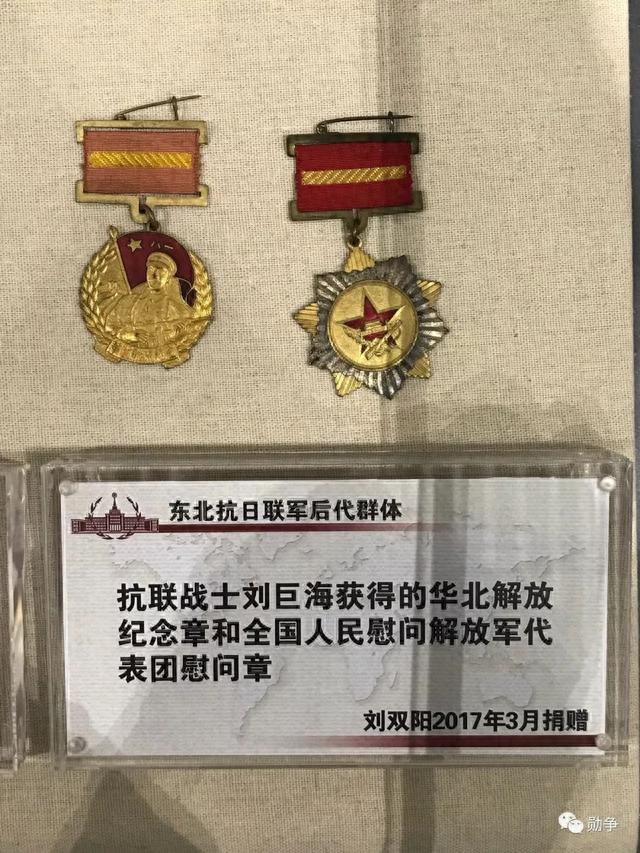 八一
东北抗日联军后代群体
抗联战士刘巨海获得的华北解放
纪念章和全国人民慰问解放军代
表团慰问章
刘双阳2017年3月捐赠
勋争